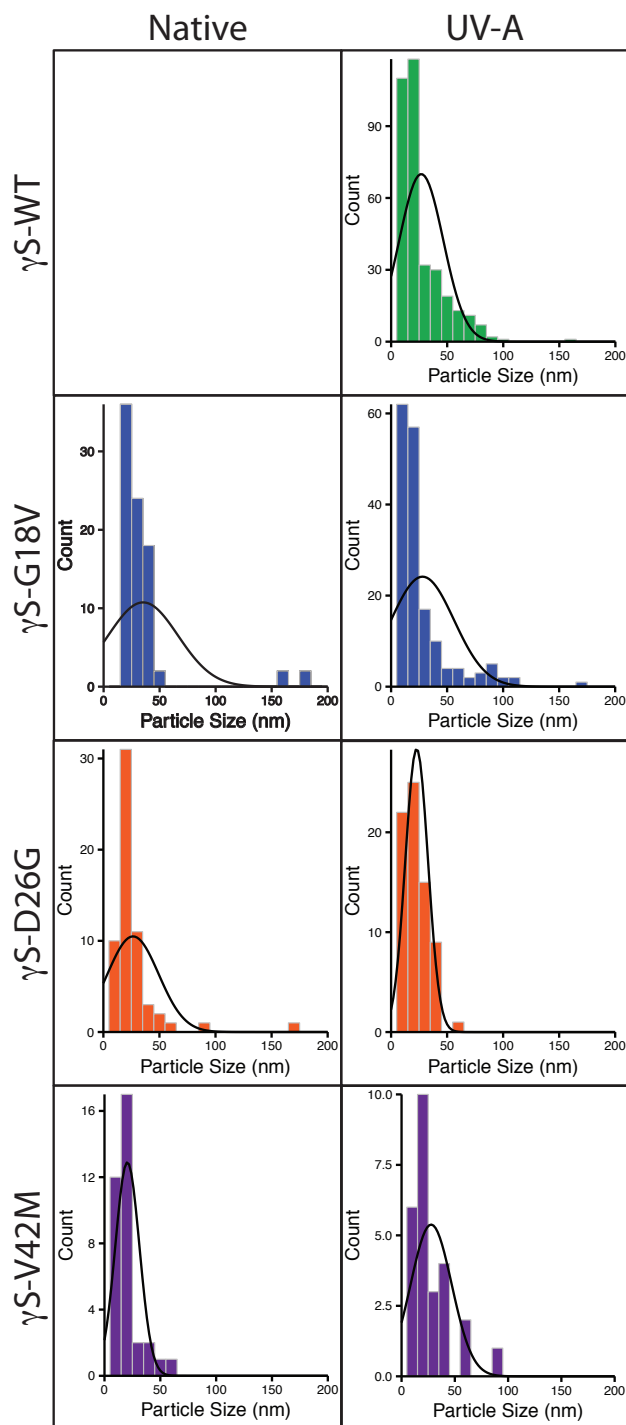 Native UV-A
γS-WT
Count
90
60
30
0
0 50 100 150 200
Particle Size (nm)
γS-G18V
Count
30
20
10
0
0 50 100 150 200
Particle Size (nm)
Count
60
40
20
0
0 50 100 150 200
Particle Size (nm)
γS-D26G
Count
30
20
10
0
0 50 100 150 200
Particle Size (nm)
Count
20
10
0
0 50 100 150 200
Particle Size (nm)
γS-V42M
Count
16
12
8
4
0
0 50 100 150 200
Particle Size (nm)
Count
10.0
7.5
5.0
2.5
0.0
0 50 100 150 200
Particle Size (nm)